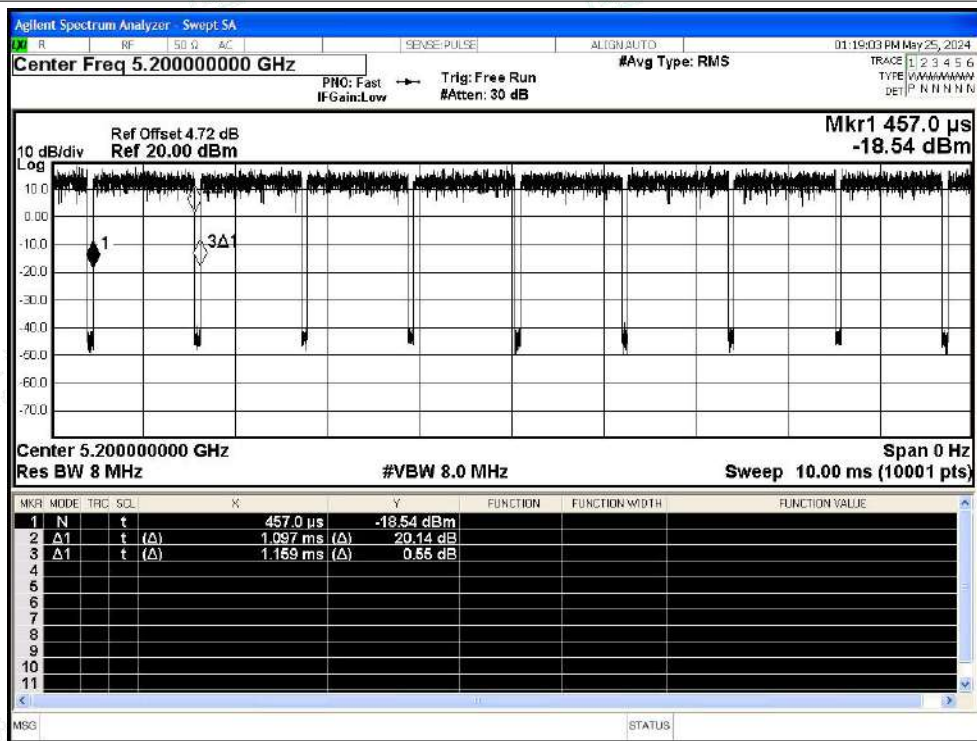 Agilent Spectrum Analyzer - Swept SA
LXI R RF 50 Ω AC SENSE:PULSE ALIGNAUTO 01:19:03 PM May 25, 2024
Center Freq 5.200000000 GHz #Avg Type: RMS TRACE 1 2 3 4 5 6
PNO: Fast Trig: Free Run TYPE
IFGain:Low #Atten: 30 dB DET P N N N N N
Ref Offset 4.72 dB Mkr1 457.0 µs
10 dB/div Ref 20.00 dBm -18.54 dBm
Log
10.0
0.00
-10.0 1 3Δ1
-20.0
-30.0
-40.0
-50.0
-60.0
-70.0
Center 5.200000000 GHz Span 0 Hz
Res BW 8 MHz #VBW 8.0 MHz Sweep 10.00 ms (10001 pts)
MKR MODE TRC SCL X Y FUNCTION FUNCTION WIDTH FUNCTION VALUE
1 N t 457.0 µs -18.54 dBm
2 Δ1 t (Δ) 1.097 ms (Δ) 20.14 dB
3 Δ1 t (Δ) 1.159 ms (Δ) 0.55 dB
4
5
6
7
8
9
10
11
MSG STATUS